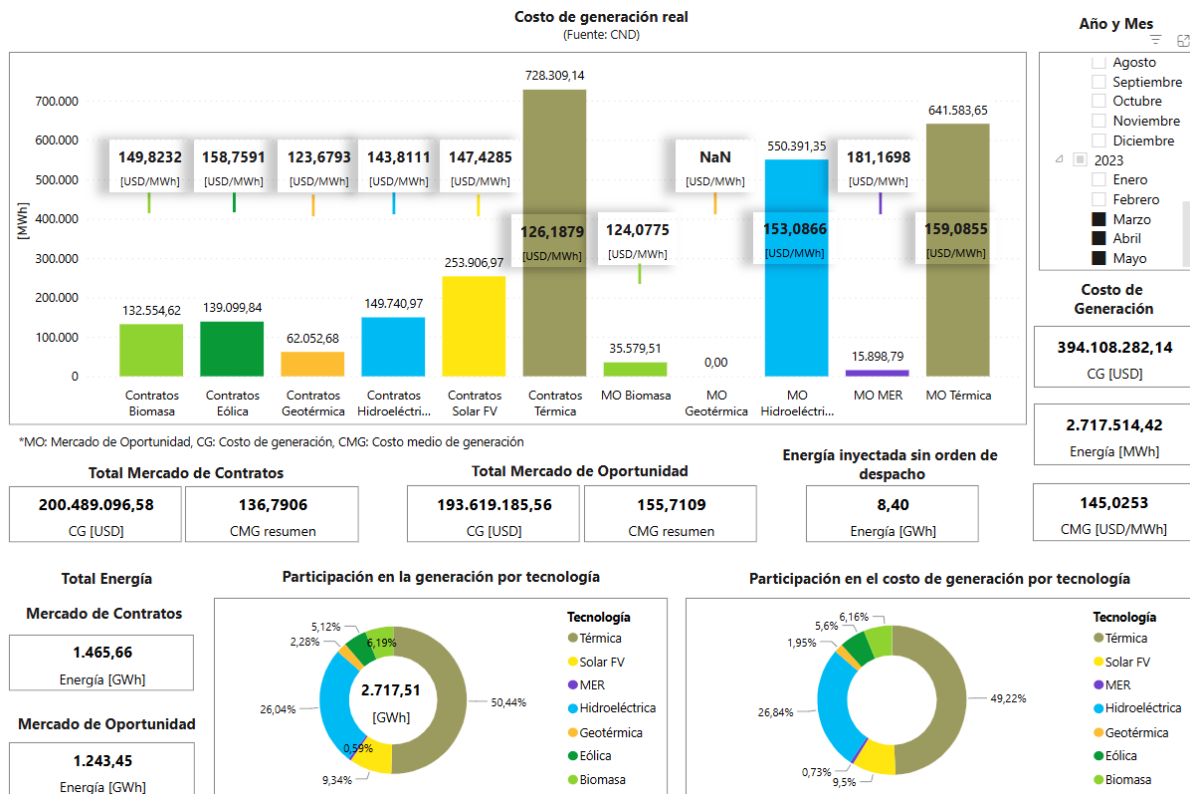 Costo de generación real
(Fuente: CND)
Año y Mes
Agosto
Septiembre
Octubre
Noviembre
Diciembre
2023
Enero
Febrero
Marzo
Abril
Mayo
[MWh]
700.000
600.000
500.000
400.000
300.000
200.000
100.000
0
132.554,62
139.099,84
62.052,68
149.740,97
253.906,97
728.309,14
35.579,51
0,00
550.391,35
15.898,79
641.583,65
149,8232
[USD/MWh]
158,7591
[USD/MWh]
123,6793
[USD/MWh]
143,8111
[USD/MWh]
147,4285
[USD/MWh]
126,1879
[USD/MWh]
124,0775
[USD/MWh]
NaN
[USD/MWh]
153,0866
[USD/MWh]
181,1698
[USD/MWh]
159,0855
[USD/MWh]
Contratos
Biomasa
Contratos
Eólica
Contratos
Geotérmica
Contratos
Hidroeléctri...
Contratos
Solar FV
Contratos
Térmica
MO Biomasa
MO
Geotérmica
MO
Hidroeléctri...
MO MER
MO Térmica
*MO: Mercado de Oportunidad, CG: Costo de generación, CMG: Costo medio de generación
Costo de
Generación
394.108.282,14
CG [USD]
2.717.514,42
Energía [MWh]
145,0253
CMG [USD/MWh]
Total Mercado de Contratos
200.489.096,58
CG [USD]
136,7906
CMG resumen
Total Mercado de Oportunidad
193.619.185,56
CG [USD]
155,7109
CMG resumen
Energía inyectada sin orden de
despacho
8,40
Energía [GWh]
Total Energía
Mercado de Contratos
1.465,66
Energía [GWh]
Mercado de Oportunidad
1.243,45
Energía [GWh]
Participación en la generación por tecnología
5,12%
6,19%
2,28%
26,04%
0,59%
9,34%
50,44%
2.717,51
[GWh]
Tecnología
Térmica
Solar FV
MER
Hidroeléctrica
Geotérmica
Eólica
Biomasa
Participación en el costo de generación por tecnología
6,16%
5,6%
1,95%
26,84%
0,73%
9,5%
49,22%
Tecnología
Térmica
Solar FV
MER
Hidroeléctrica
Geotérmica
Eólica
Biomasa